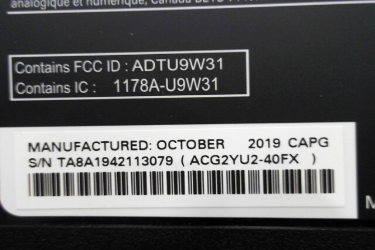 analogique et numérique, Canada
Contains FCC ID : ADTU9W31
Contains IC : 1178A-U9W31
MANUFACTURED: OCTOBER 2019 CAPG
S/N TA8A1942113079 ( ACG2YU2-40FX )
M